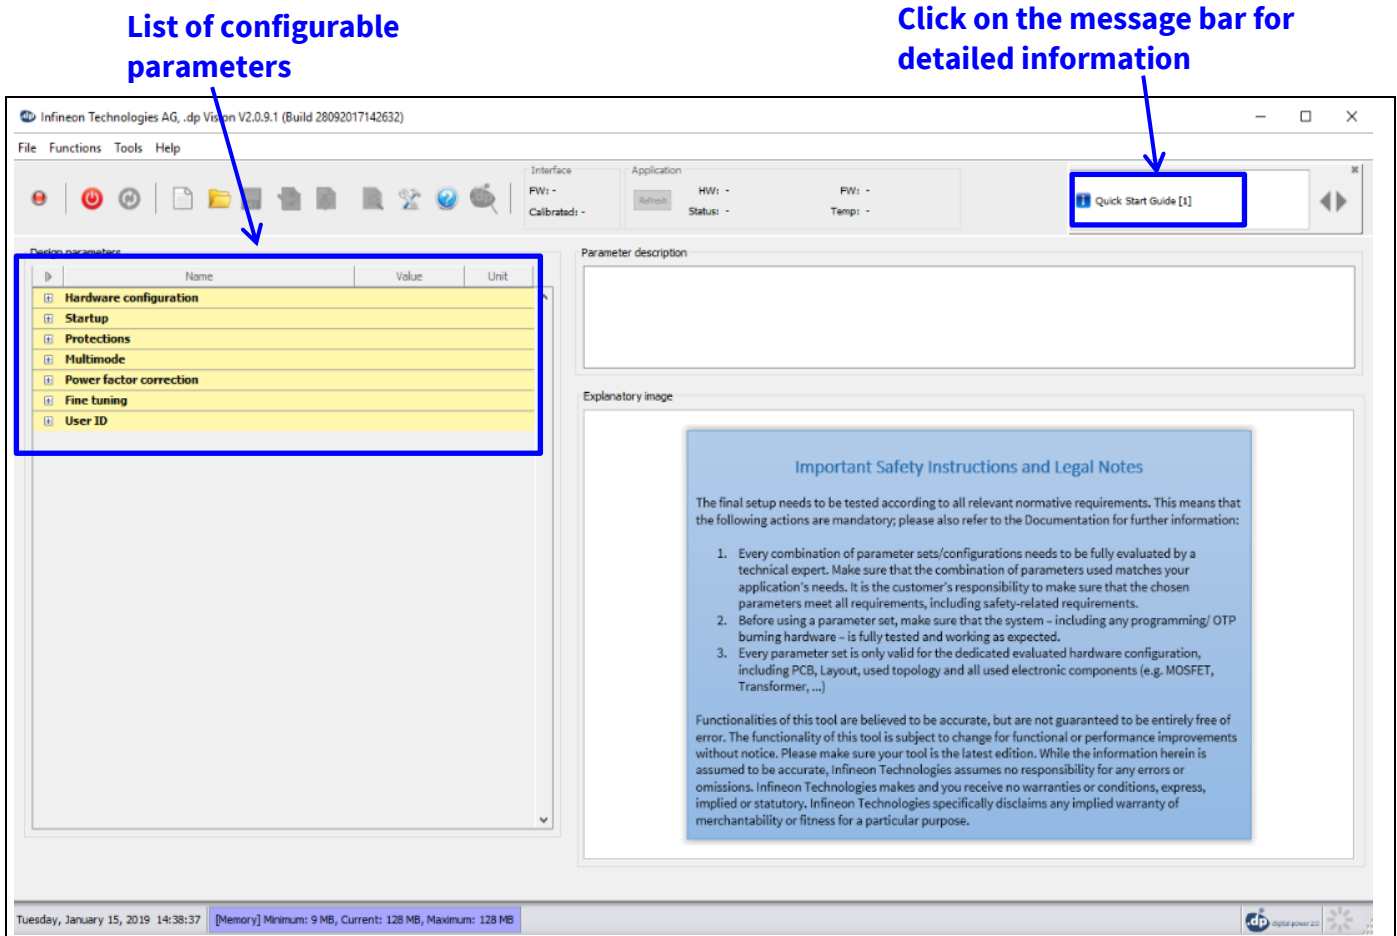 List of configurable
parameters
Click on the message bar for
detailed information
Infineon Technologies AG, .dp Vision V2.0.9.1 (Build 28092017142632)
File Functions Tools Help
Interface
FW: -
Calibrated: -
Application
Refresh
HW: -
FW: -
Status: -
Temp: -
Quick Start Guide [1]
Design parameters
Name Value Unit
Hardware configuration
Startup
Protections
Multimode
Power factor correction
Fine tuning
User ID
Parameter description
Explanatory image
Important Safety Instructions and Legal Notes
The final setup needs to be tested according to all relevant normative requirements. This means that
the following actions are mandatory; please also refer to the Documentation for further information:
1. Every combination of parameter sets/configurations needs to be fully evaluated by a
technical expert. Make sure that the combination of parameters used matches your
application's needs. It is the customer's responsibility to make sure that the chosen
parameters meet all requirements, including safety-related requirements.
2. Before using a parameter set, make sure that the system – including any programming/ OTP
burning hardware – is fully tested and working as expected.
3. Every parameter set is only valid for the dedicated evaluated hardware configuration,
including PCB, Layout, used topology and all used electronic components (e.g. MOSFET,
Transformer, ...)
Functionalities of this tool are believed to be accurate, but are not guaranteed to be entirely free of
error. The functionality of this tool is subject to change for functional or performance improvements
without notice. Please make sure your tool is the latest edition. While the information herein is
assumed to be accurate, Infineon Technologies assumes no responsibility for any errors or
omissions. Infineon Technologies makes and you receive no warranties or conditions, express,
implied or statutory. Infineon Technologies specifically disclaims any implied warranty of
merchantability or fitness for a particular purpose.
Tuesday, January 15, 2019 14:38:37
[Memory] Minimum: 9 MB, Current: 128 MB, Maximum: 128 MB
.dp digital power 2.0